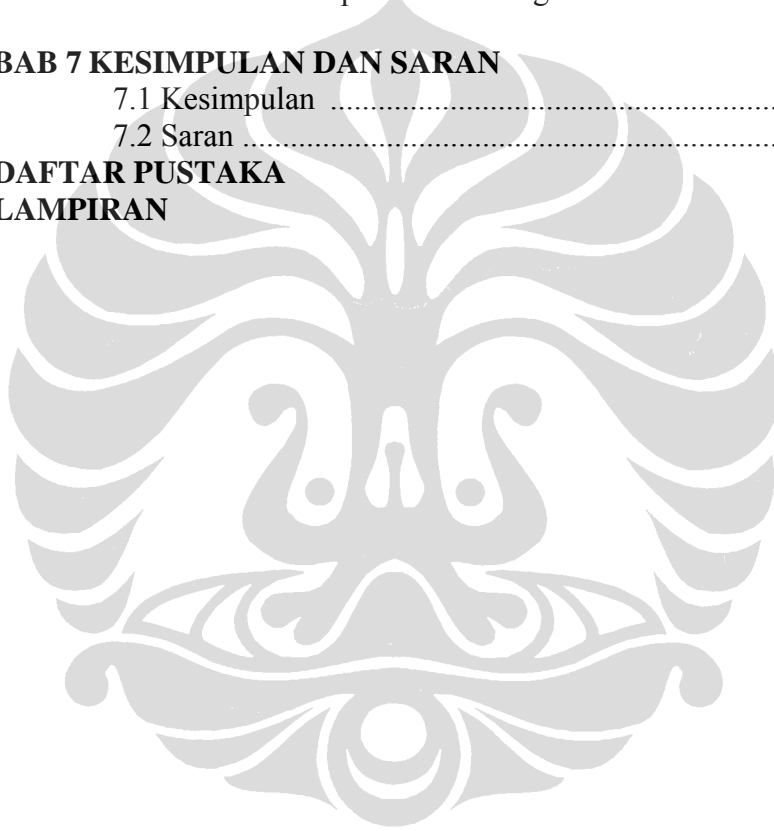 BAB 7 KESIMPULAN DAN SARAN
7.1 Kesimpulan ................................................................
7.2 Saran ..........................................................................
DAFTAR PUSTAKA
LAMPIRAN